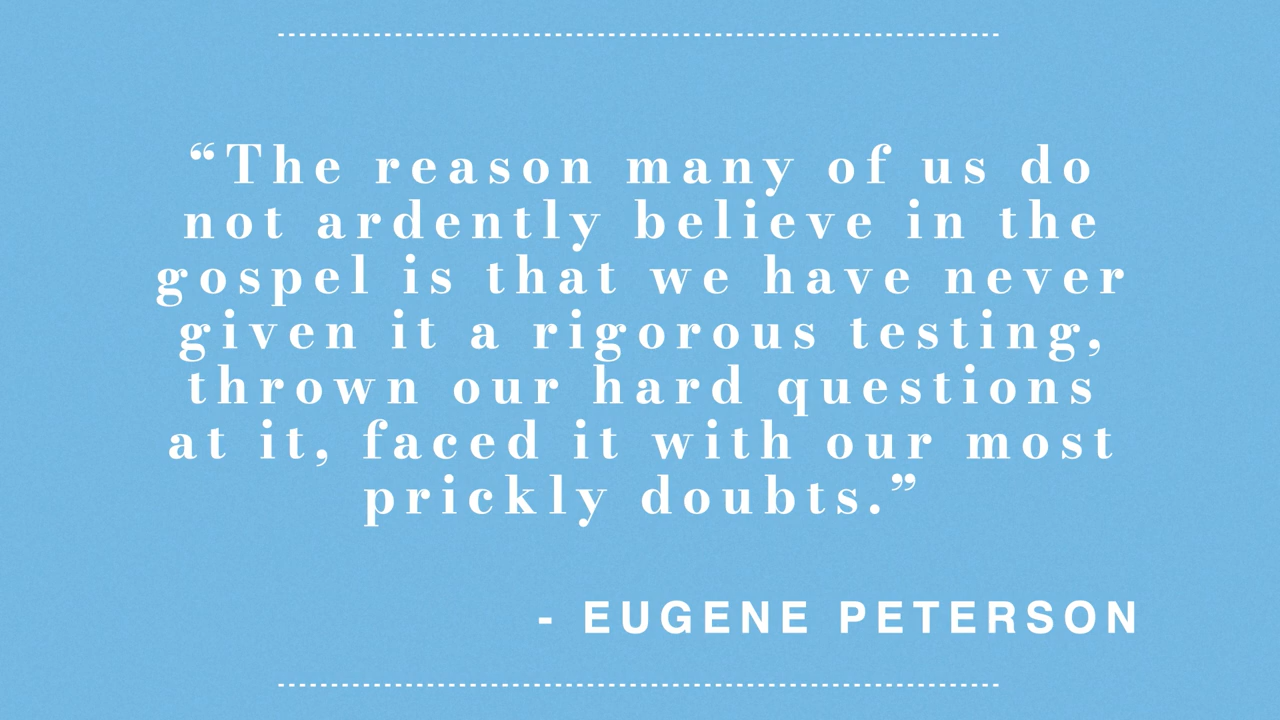 “The reason many of us do
not ardently believe in the
gospel is that we have never
given it a rigorous testing,
thrown our hard questions
at it, faced it with our most
prickly doubts.”
- EUGENE PETERSON